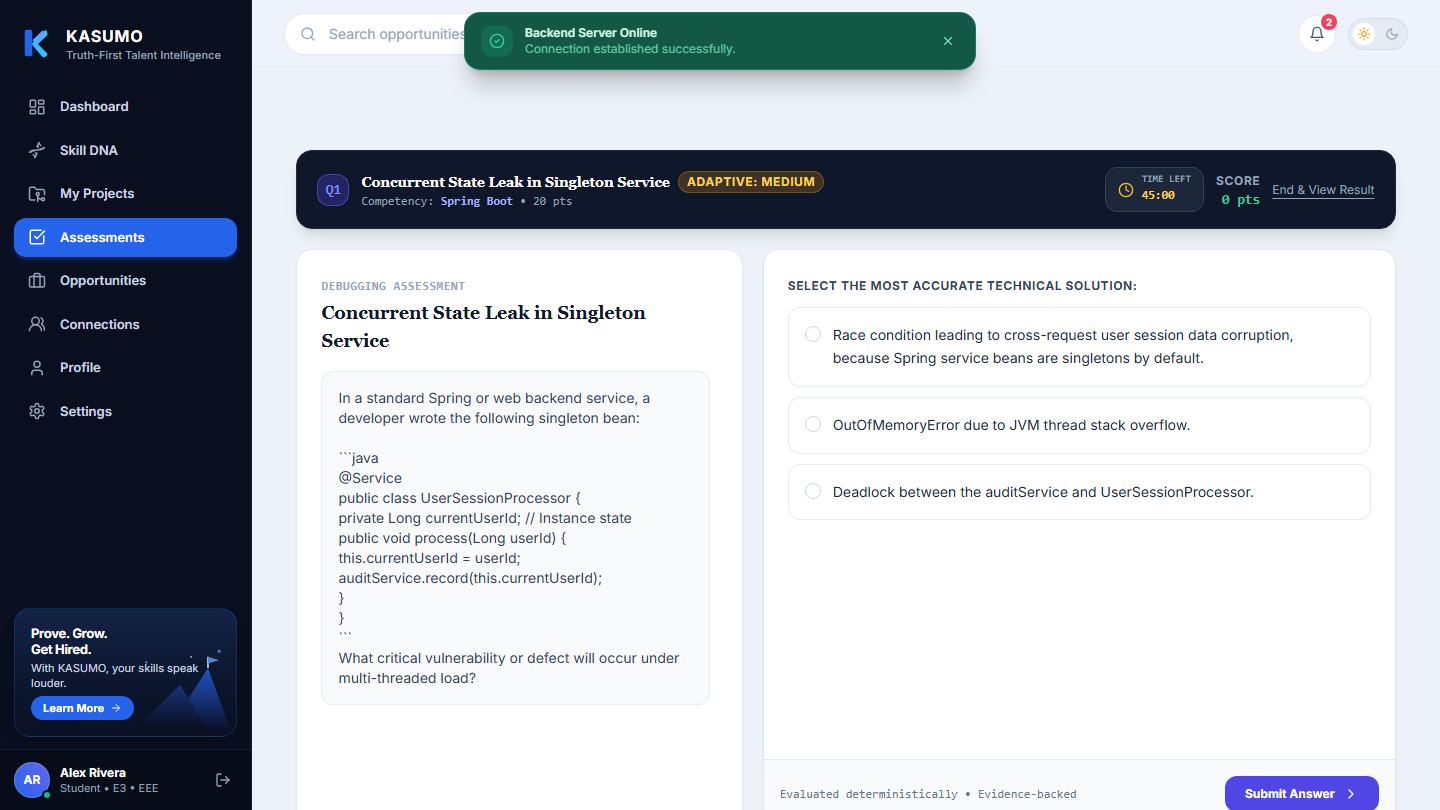 KASUMO
Truth-First Talent Intelligence
Dashboard
Skill DNA
My Projects
Assessments
Opportunities
Connections
Profile
Settings
Prove. Grow.
Get Hired.
With KASUMO, your skills speak
louder.
Learn More
AR
Alex Rivera
Student • E3 • EEE
Search opportunities
Backend Server Online
Connection established successfully.
2
Q1
Concurrent State Leak in Singleton Service
ADAPTIVE: MEDIUM
Competency: Spring Boot • 20 pts
TIME LEFT
45:00
SCORE
0 pts
End & View Result
DEBUGGING ASSESSMENT
Concurrent State Leak in Singleton
Service
In a standard Spring or web backend service, a
developer wrote the following singleton bean:
```java
@Service
public class UserSessionProcessor {
private Long currentUserId; // Instance state
public void process(Long userId) {
this.currentUserId = userId;
auditService.record(this.currentUserId);
}
}
```
What critical vulnerability or defect will occur under
multi-threaded load?
SELECT THE MOST ACCURATE TECHNICAL SOLUTION:
Race condition leading to cross-request user session data corruption,
because Spring service beans are singletons by default.
OutOfMemoryError due to JVM thread stack overflow.
Deadlock between the auditService and UserSessionProcessor.
Evaluated deterministically • Evidence-backed
Submit Answer